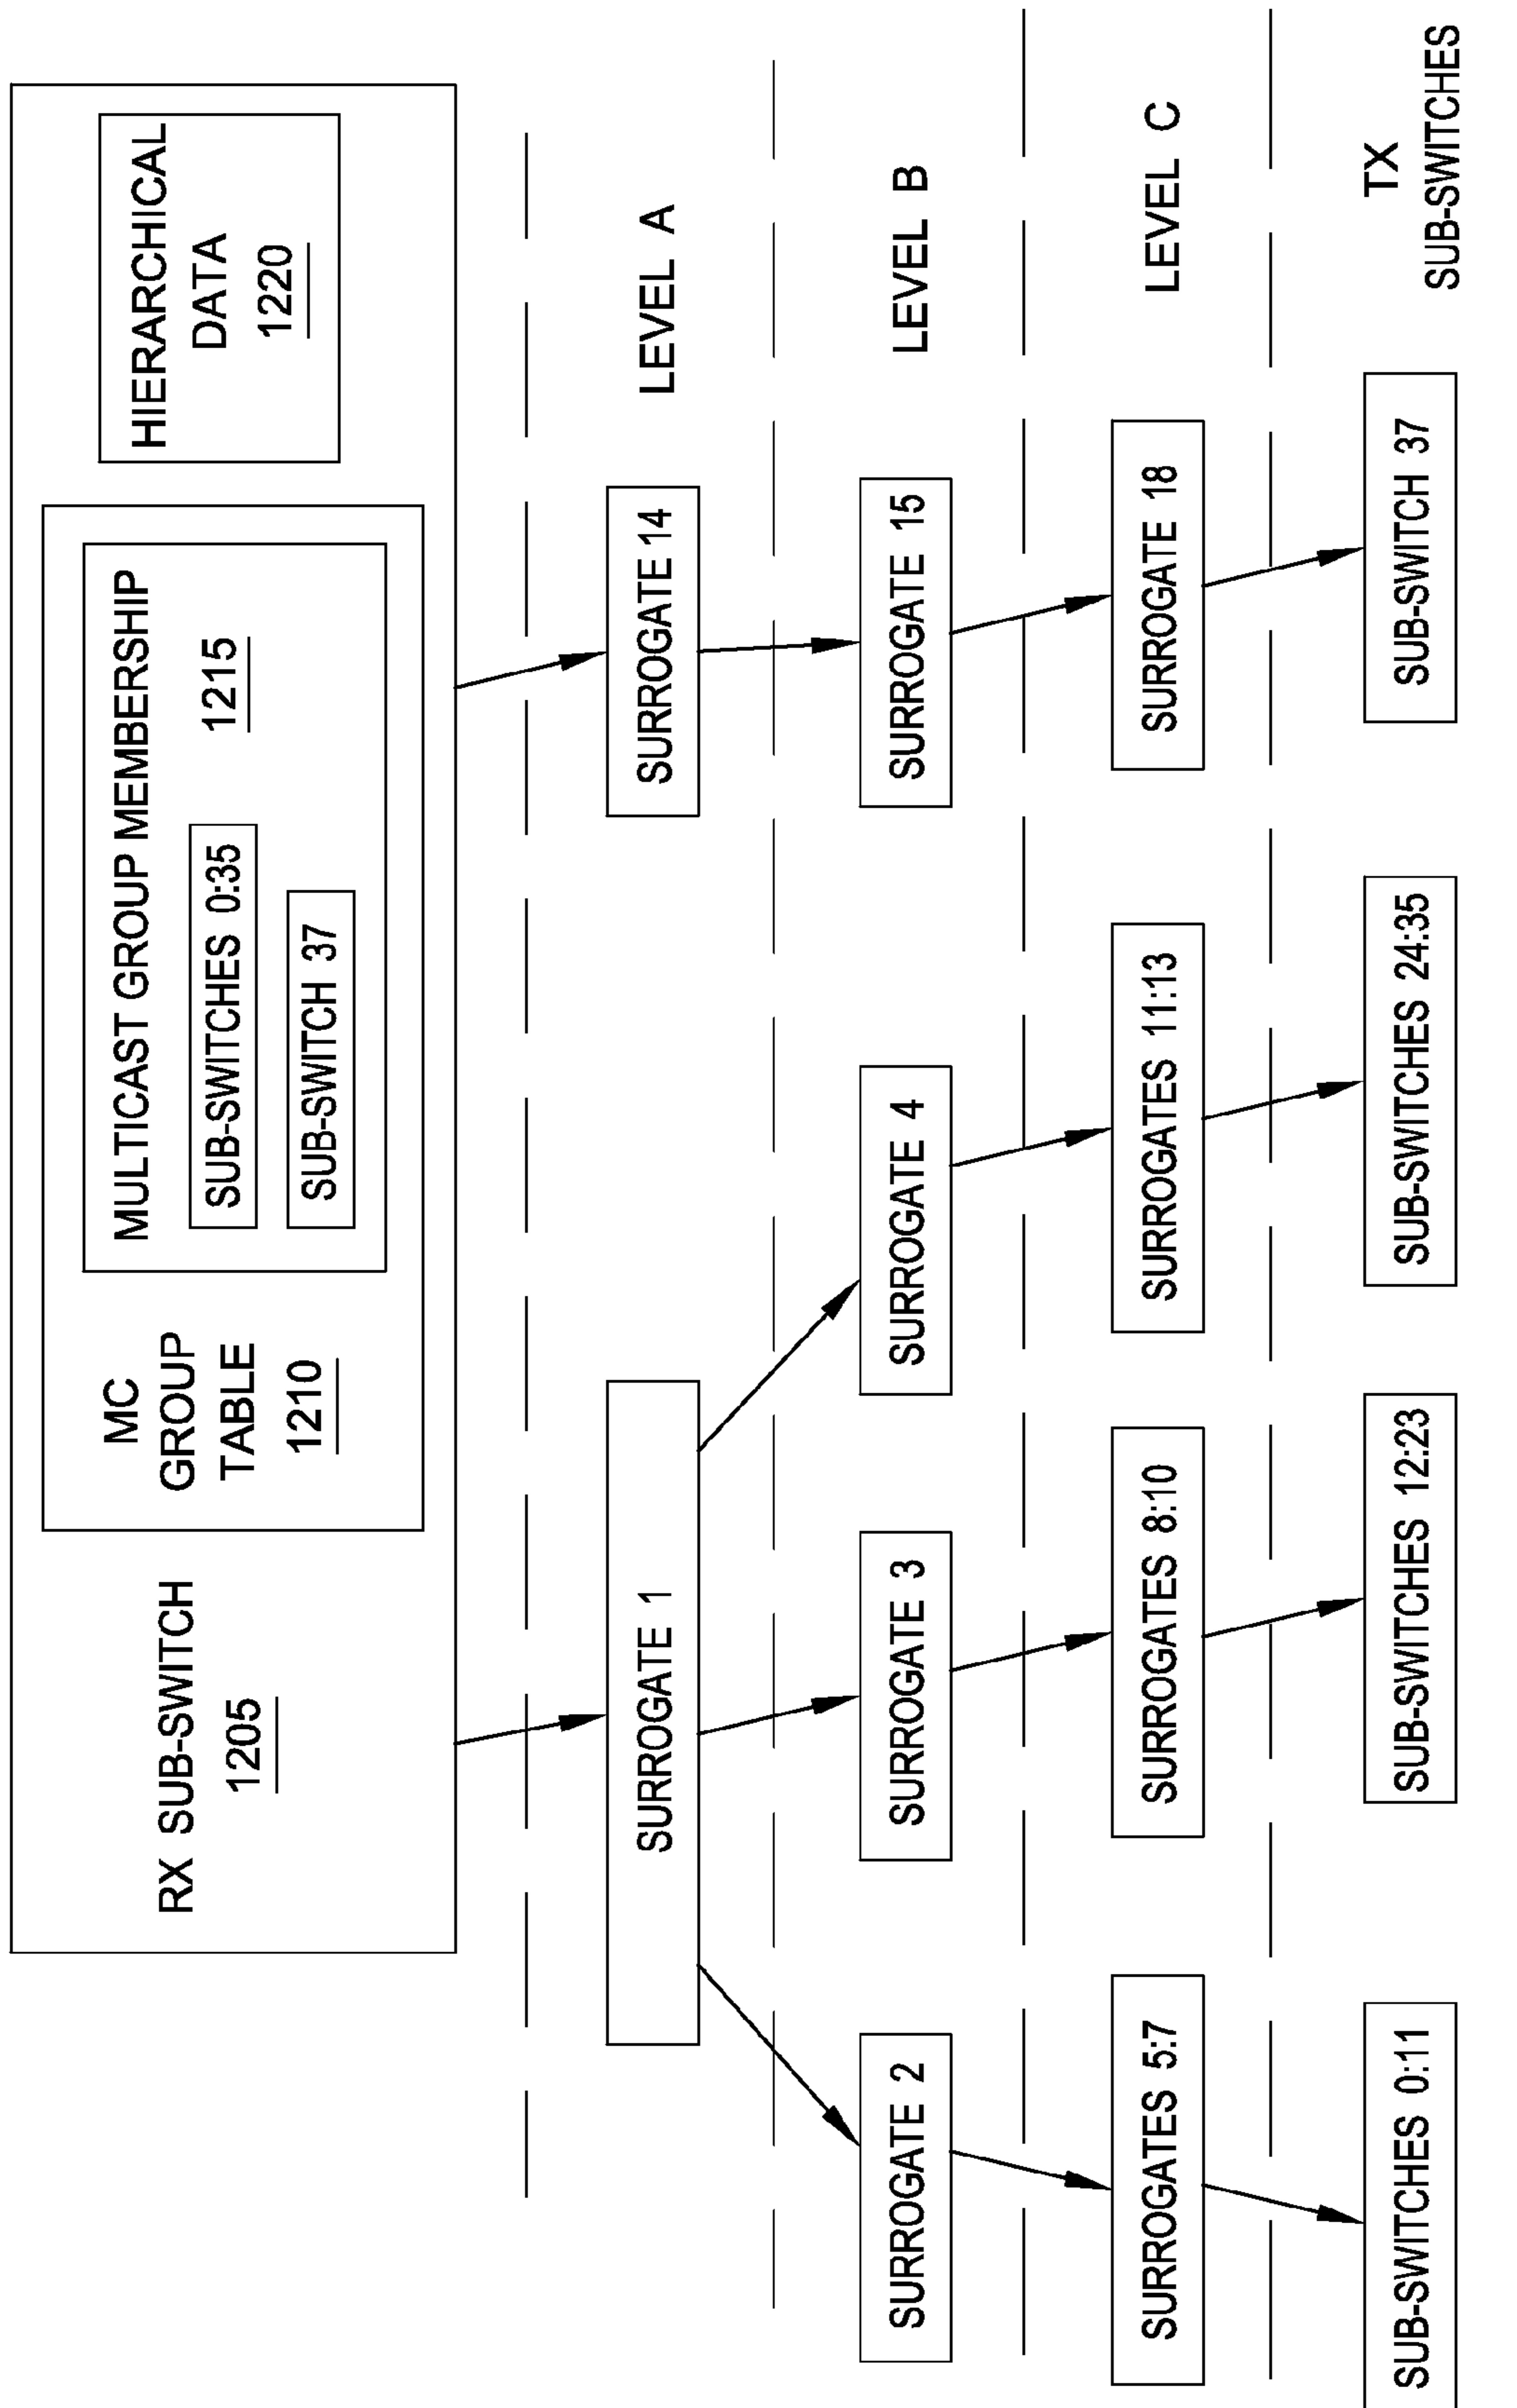 RX SUB-SWITCH
1205
MC
GROUP
TABLE
1210
MULTICAST GROUP MEMBERSHIP
1215
SUB-SWITCHES 0:35
SUB-SWITCH 37
HIERARCHICAL
DATA
1220
SURROGATE 1
SURROGATE 14
LEVEL A
SURROGATE 2
SURROGATE 3
SURROGATE 4
SURROGATE 15
LEVEL B
SURROGATES 5:7
SURROGATES 8:10
SURROGATES 11:13
SURROGATE 18
LEVEL C
SUB-SWITCHES 0:11
SUB-SWITCHES 12:23
SUB-SWITCHES 24:35
SUB-SWITCH 37
TX
SUB-SWITCHES